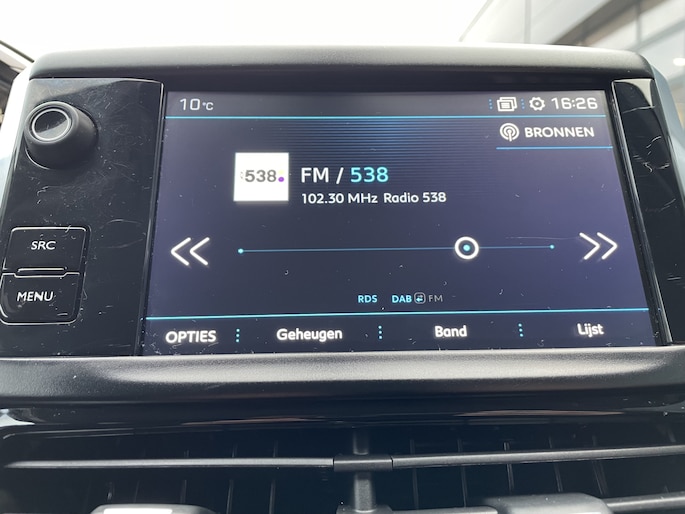 10°C
16:26
BRONNEN
538.
FM / 538
102.30 MHz Radio 538
SRC
MENU
RDS DAB FM
OPTIES Geheugen Band Lijst